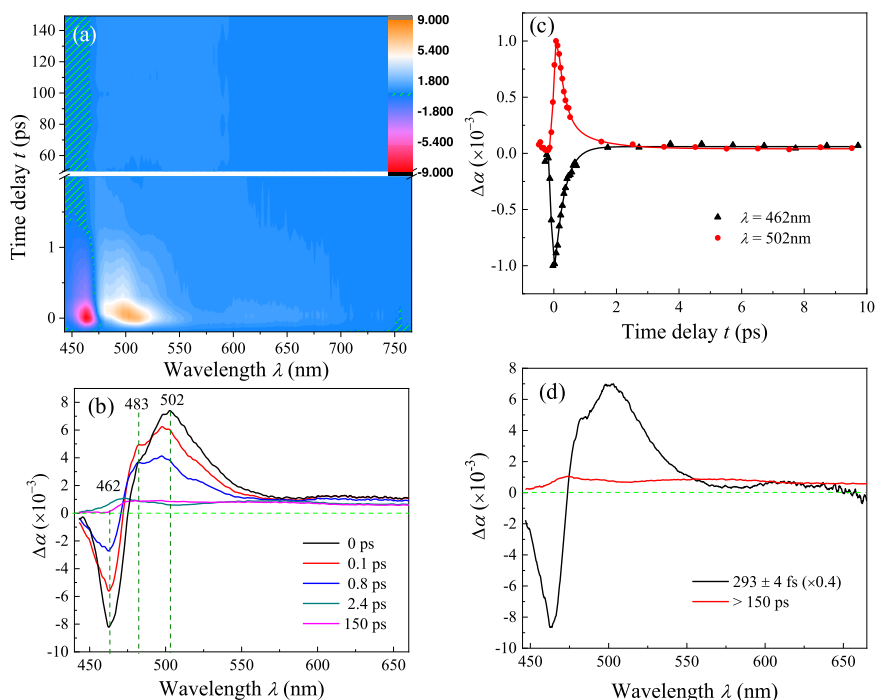 (a)
9.000
5.400
1.800
-1.800
-5.400
-9.000
140
120
100
80
60
1
0
Time delay t (ps)
450 500 550 600 650 700 750
Wavelength λ (nm)
(c)
1.0
0.5
0.0
-0.5
-1.0
Δα (×10⁻³)
λ = 462nm
λ = 502nm
0 2 4 6 8 10
Time delay t (ps)
(b)
483 502
462
8
6
4
2
0
-2
-4
-6
-8
-10
Δα (×10⁻³)
0 ps
0.1 ps
0.8 ps
2.4 ps
150 ps
450 500 550 600 650
Wavelength λ (nm)
(d)
8
6
4
2
0
-2
-4
-6
-8
-10
Δα (×10⁻³)
293 ± 4 fs (×0.4)
> 150 ps
450 500 550 600 650
Wavelength λ (nm)